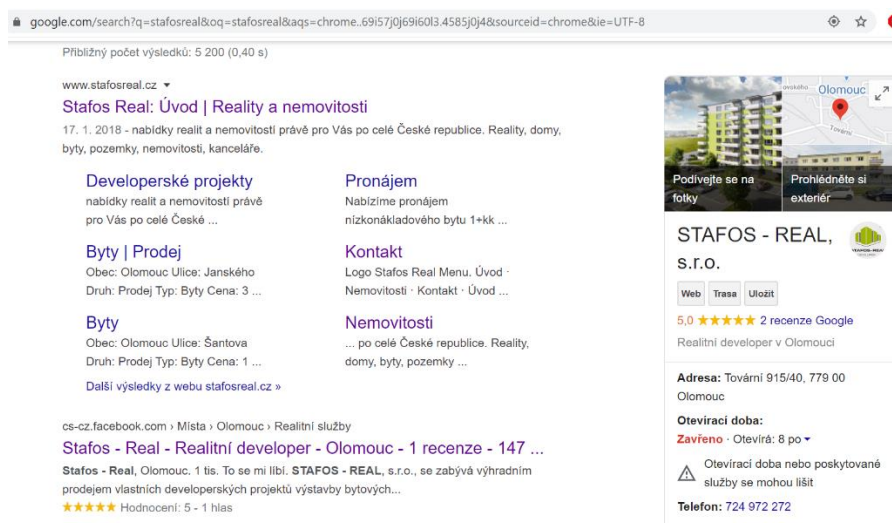 google.com/search?q=stafosreal&oq=stafosreal&aqs=chrome..69i57j0j69i60l3.4585j0j4&sourceid=chrome&ie=UTF-8
Přibližný počet výsledků: 5 200 (0,40 s)
www.stafosreal.cz
Stafos Real: Úvod | Reality a nemovitosti
17. 1. 2018 - nabídky realit a nemovitostí právě pro Vás po celé České republice. Reality, domy,
byty, pozemky, nemovitosti, kanceláře.
Developerské projekty
nabídky realit a nemovitostí právě
pro Vás po celé České ...
Pronájem
Nabízíme pronájem
nízkonákladového bytu 1+kk ...
Byty | Prodej
Obec: Olomouc Ulice: Janského
Druh: Prodej Typ: Byty Cena: 3 ...
Kontakt
Logo Stafos Real Menu. Úvod ·
Nemovitosti · Kontakt · Úvod ...
Byty
Obec: Olomouc Ulice: Šantova
Druh: Prodej Typ: Byty Cena: 1 ...
Nemovitosti
... po celé České republice. Reality,
domy, byty, pozemky ...
Další výsledky z webu stafosreal.cz »
cs-cz.facebook.com › Místa › Olomouc › Realitní služby
Stafos - Real - Realitní developer - Olomouc - 1 recenze - 147 ...
Stafos - Real, Olomouc. 1 tis. To se mi líbí. STAFOS - REAL, s.r.o., se zabývá výhradním
prodejem vlastních developerských projektů výstavby bytových...
Hodnocení: 5 - 1 hlas
Olomouc
Tovární
Podívejte se na
fotky
Prohlédněte si
exteriér
STAFOS - REAL,
s.r.o.
STAFOS-REAL
Web Trasa Uložit
5,0 2 recenze Google
Realitní developer v Olomouci
Adresa: Tovární 915/40, 779 00
Olomouc
Otevírací doba:
Zavřeno · Otevírá: 8 po
Otevírací doba nebo poskytované
služby se mohou lišit
Telefon: 724 972 272